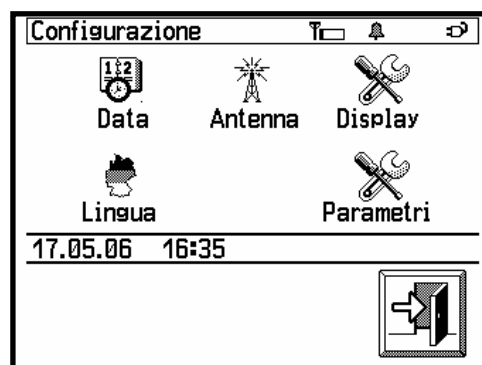 Configurazione
Data Antenna Display
Lingua Parametri
17.05.06 16:35